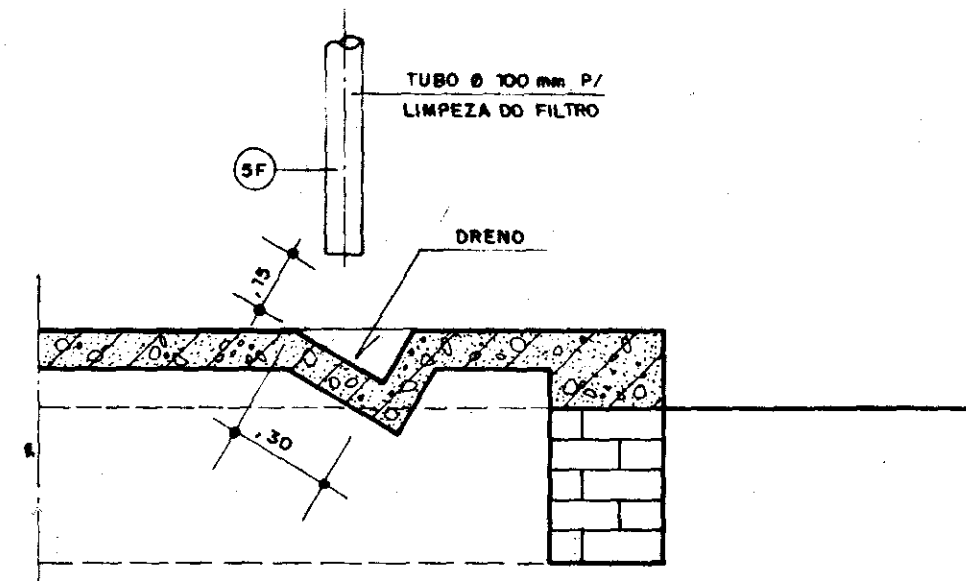 TUBO Ø 100 mm P/
LIMPEZA DO FILTRO
5F
DRENO
,15
,30